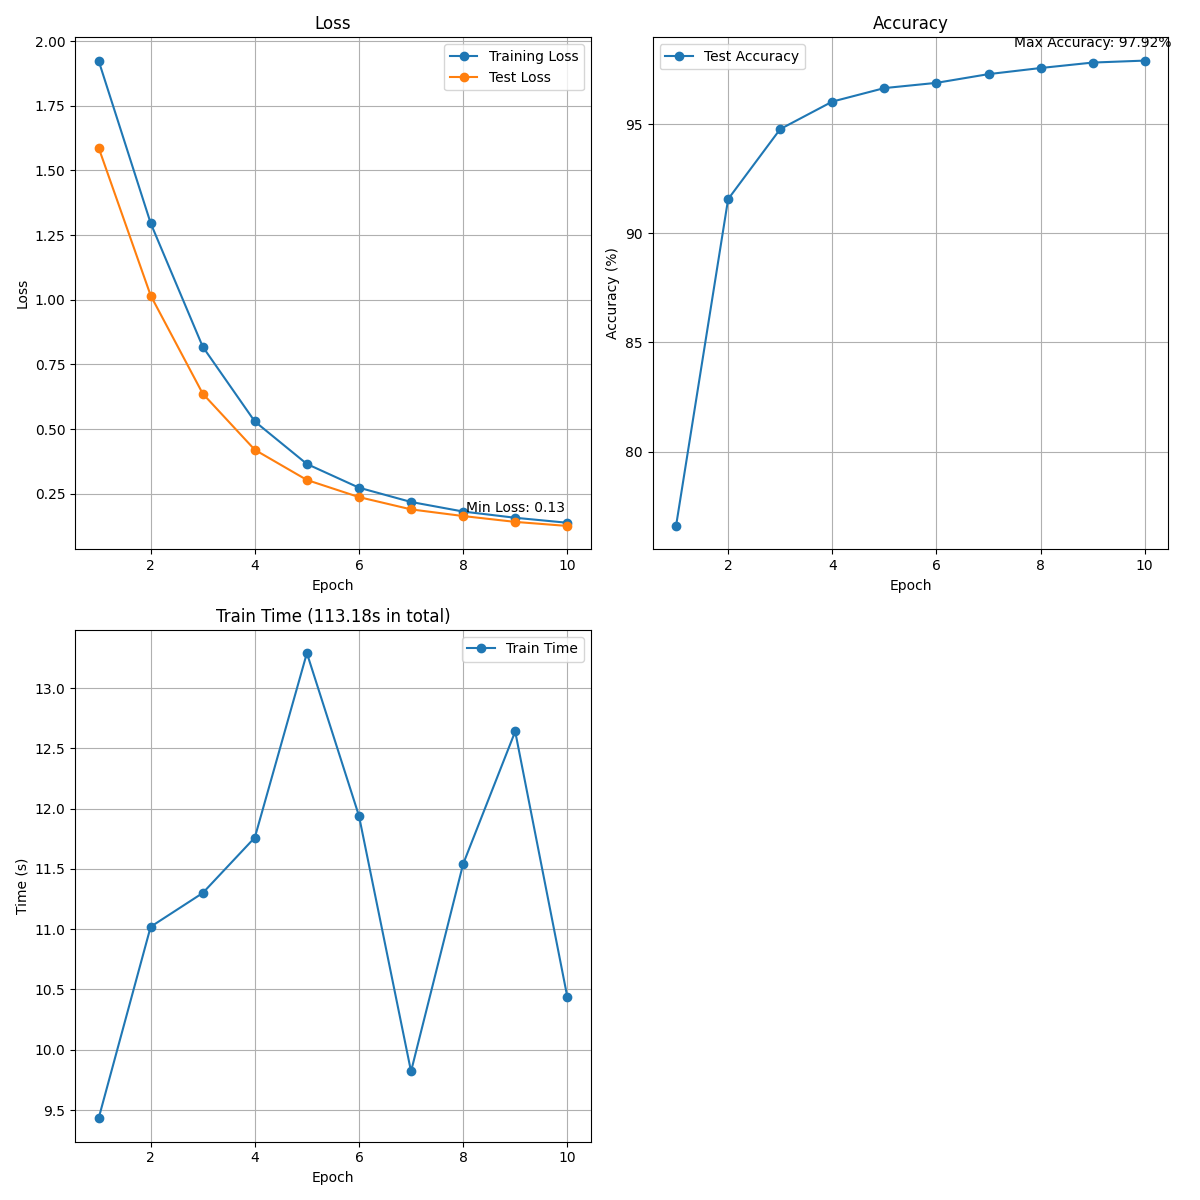 Loss
2.00
1.75
1.50
1.25
1.00
0.75
0.50
0.25
Loss
Training Loss
Test Loss
Min Loss: 0.13
2 4 6 8 10
Epoch
Accuracy
Max Accuracy: 97.92%
Test Accuracy
95
90
85
80
Accuracy (%)
2 4 6 8 10
Epoch
Train Time (113.18s in total)
Train Time
13.0
12.5
12.0
11.5
11.0
10.5
10.0
9.5
Time (s)
2 4 6 8 10
Epoch